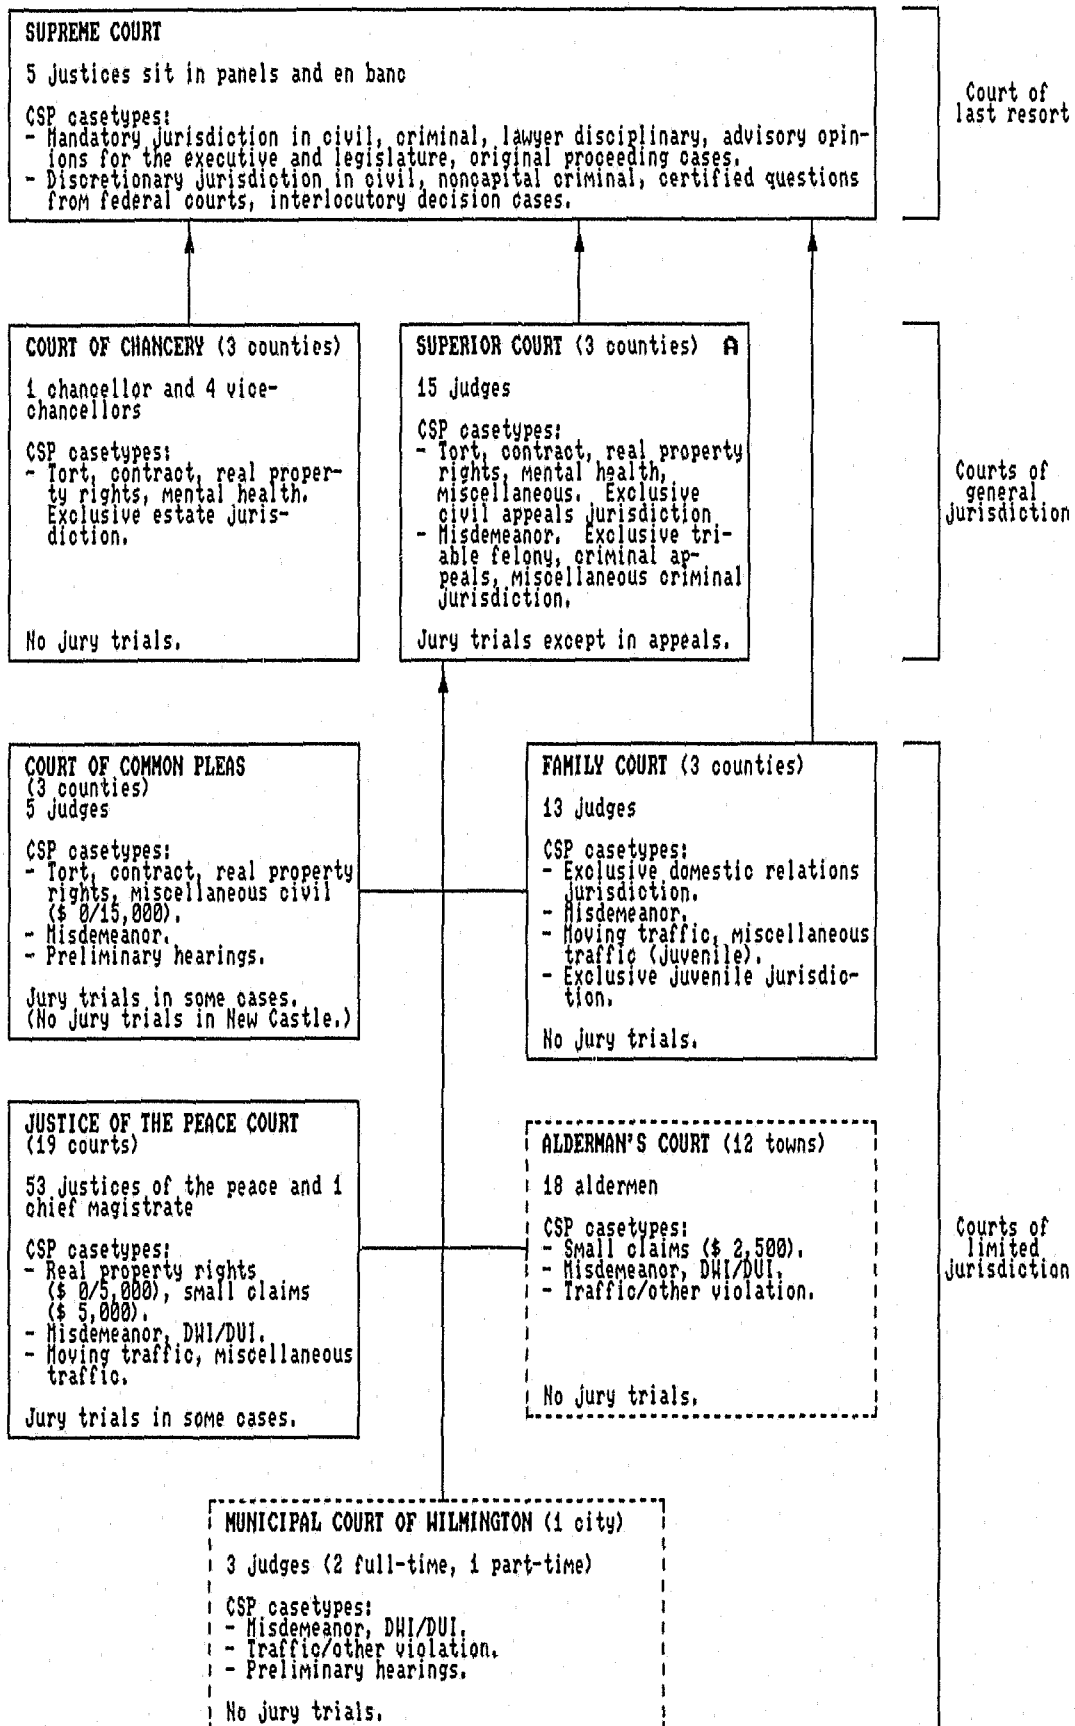 SUPREME COURT
5 justices sit in panels and en banc
CSP casetypes:
- Mandatory jurisdiction in civil, criminal, lawyer disciplinary, advisory opin-
ions for the executive and legislature, original proceeding cases.
- Discretionary jurisdiction in civil, noncapital criminal, certified questions
from federal courts, interlocutory decision cases.
Court of
last resort
COURT OF CHANCERY (3 counties)
1 chancellor and 4 vice-
chancellors
CSP casetypes:
- Tort, contract, real proper-
ty rights, mental health.
Exclusive estate juris-
diction.
No jury trials.
SUPERIOR COURT (3 counties) A
15 judges
CSP casetypes:
- Tort, contract, real property
rights, mental health,
miscellaneous. Exclusive
civil appeals jurisdiction
- Misdemeanor. Exclusive tri-
able felony, criminal ap-
peals, miscellaneous criminal
jurisdiction.
Jury trials except in appeals.
Courts of
general
jurisdiction
COURT OF COMMON PLEAS
(3 counties)
5 judges
CSP casetypes:
- Tort, contract, real property
rights, miscellaneous civil
($ 0/15,000).
- Misdemeanor.
- Preliminary hearings.
Jury trials in some cases.
(No jury trials in New Castle.)
FAMILY COURT (3 counties)
13 judges
CSP casetypes:
- Exclusive domestic relations
jurisdiction.
- Misdemeanor.
- Moving traffic, miscellaneous
traffic (juvenile).
- Exclusive juvenile jurisdic-
tion.
No jury trials.
JUSTICE OF THE PEACE COURT
(19 courts)
53 justices of the peace and 1
chief magistrate
CSP casetypes:
- Real property rights
($ 0/5,000), small claims
($ 5,000).
- Misdemeanor, DWI/DUI.
- Moving traffic, miscellaneous
traffic.
Jury trials in some cases.
ALDERMAN'S COURT (12 towns)
18 aldermen
CSP casetypes:
- Small claims ($ 2,500).
- Misdemeanor, DWI/DUI.
- Traffic/other violation.
No jury trials.
Courts of
limited
jurisdiction
MUNICIPAL COURT OF WILMINGTON (1 city)
3 judges (2 full-time, 1 part-time)
CSP casetypes:
- Misdemeanor, DWI/DUI.
- Traffic/other violation.
- Preliminary hearings.
No jury trials.